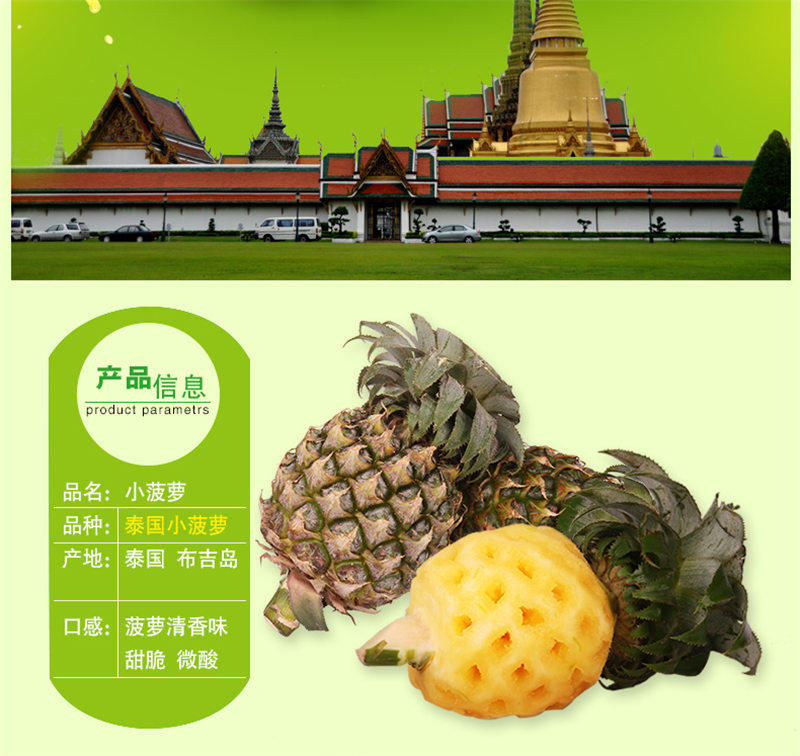 产品信息
product parametrs
品名: 小菠萝
品种: 泰国小菠萝
产地: 泰国 布吉岛
口感: 菠萝清香味
甜脆 微酸